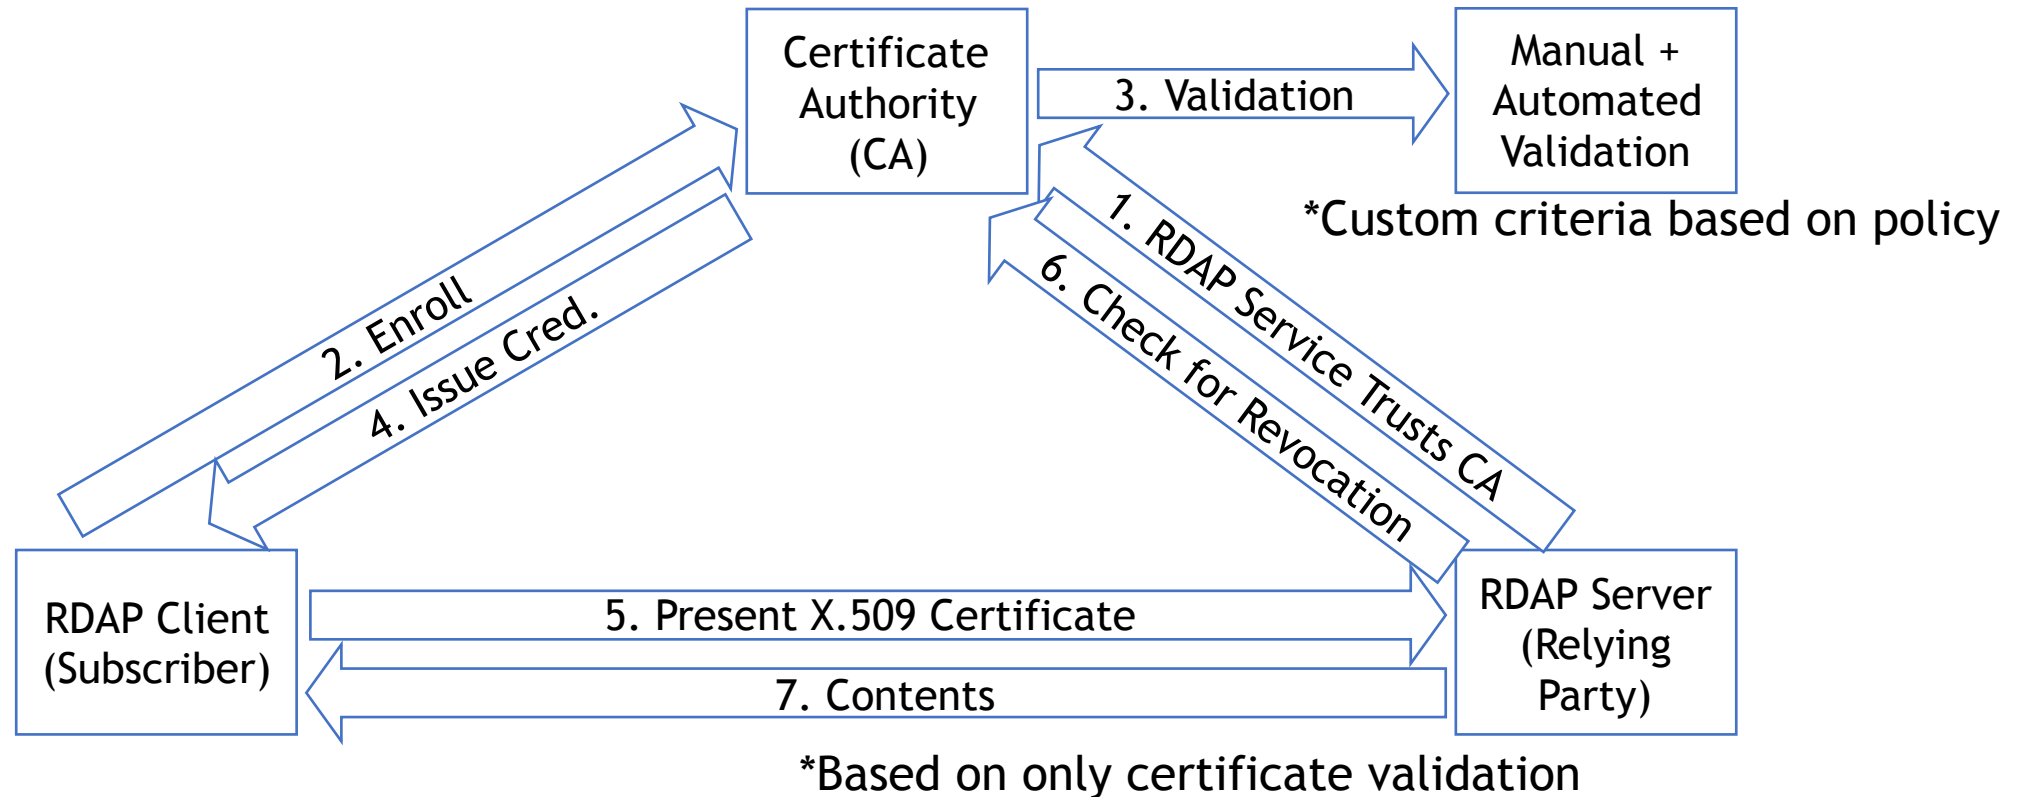 Certificate
Authority
(CA)
3. Validation
Manual +
Automated
Validation
*Custom criteria based on policy
1. RDAP Service Trusts CA
6. Check for Revocation
2. Enroll
4. Issue Cred.
RDAP Client
(Subscriber)
5. Present X.509 Certificate
7. Contents
RDAP Server
(Relying
Party)
*Based on only certificate validation